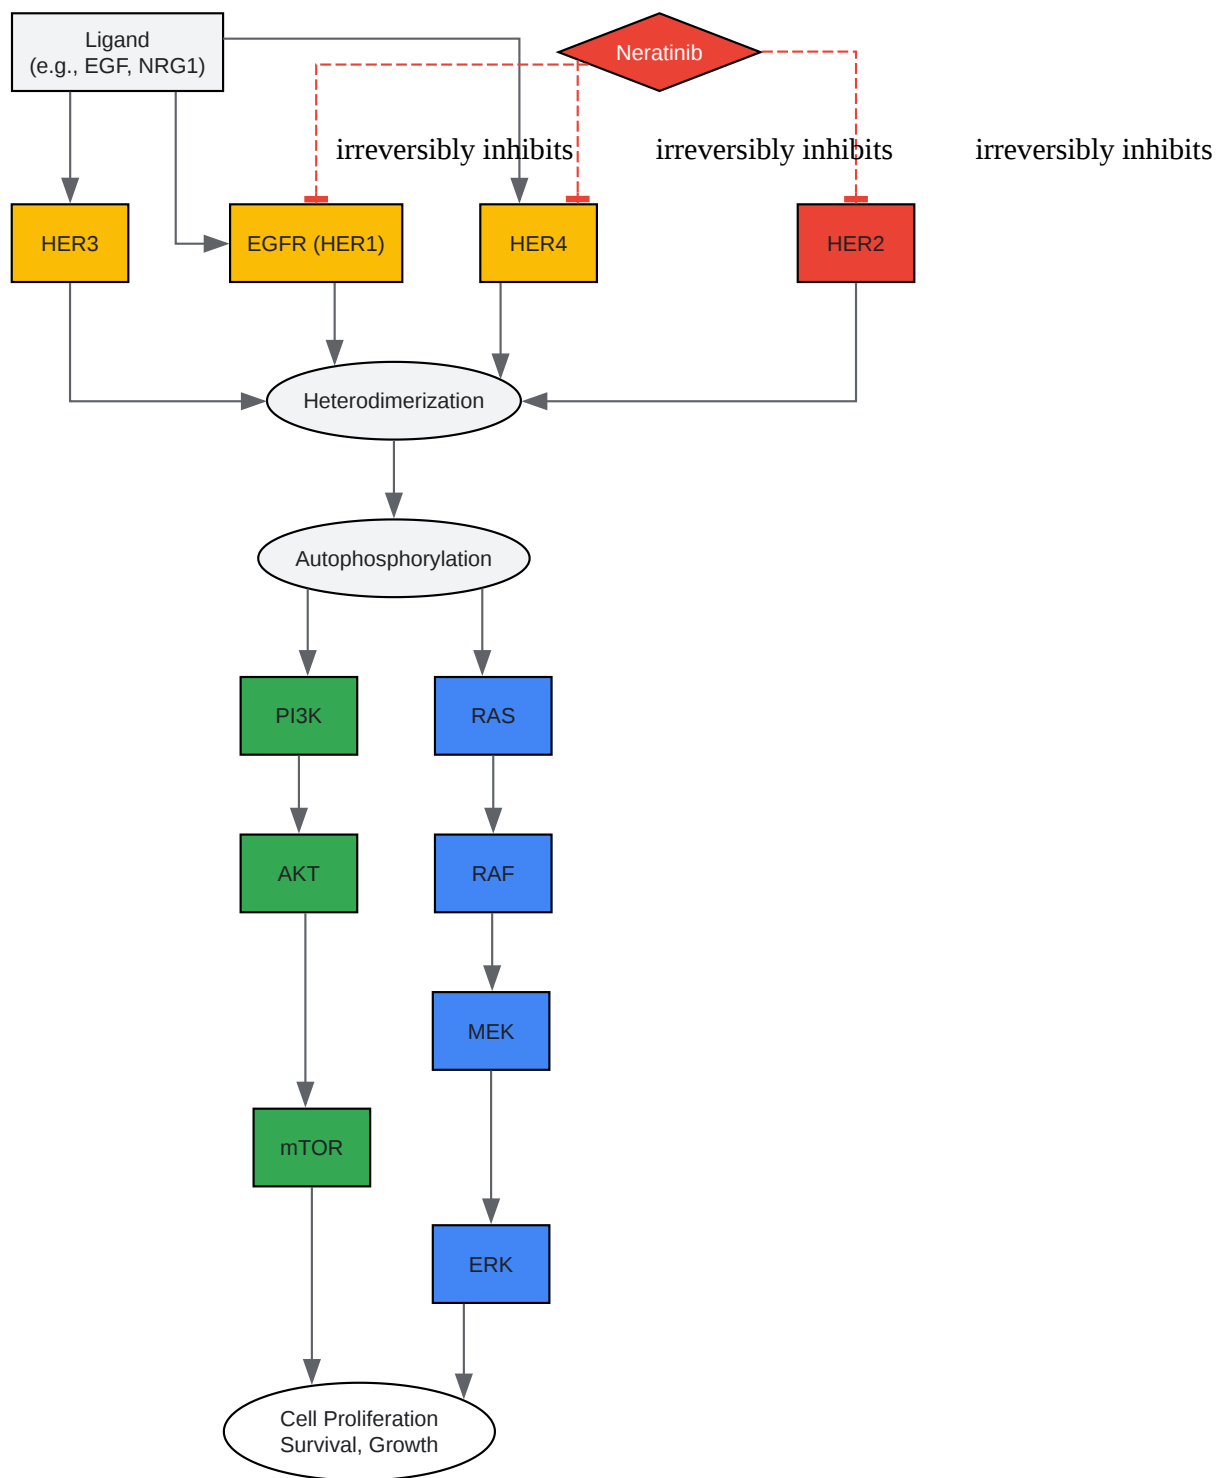 Ligand
(e.g., EGF, NRG1)
Neratinib
irreversibly inhibits
irreversibly inhibits
irreversibly inhibits
HER3
EGFR (HER1)
HER4
HER2
Heterodimerization
Autophosphorylation
PI3K
RAS
AKT
RAF
MEK
mTOR
ERK
Cell Proliferation
Survival, Growth